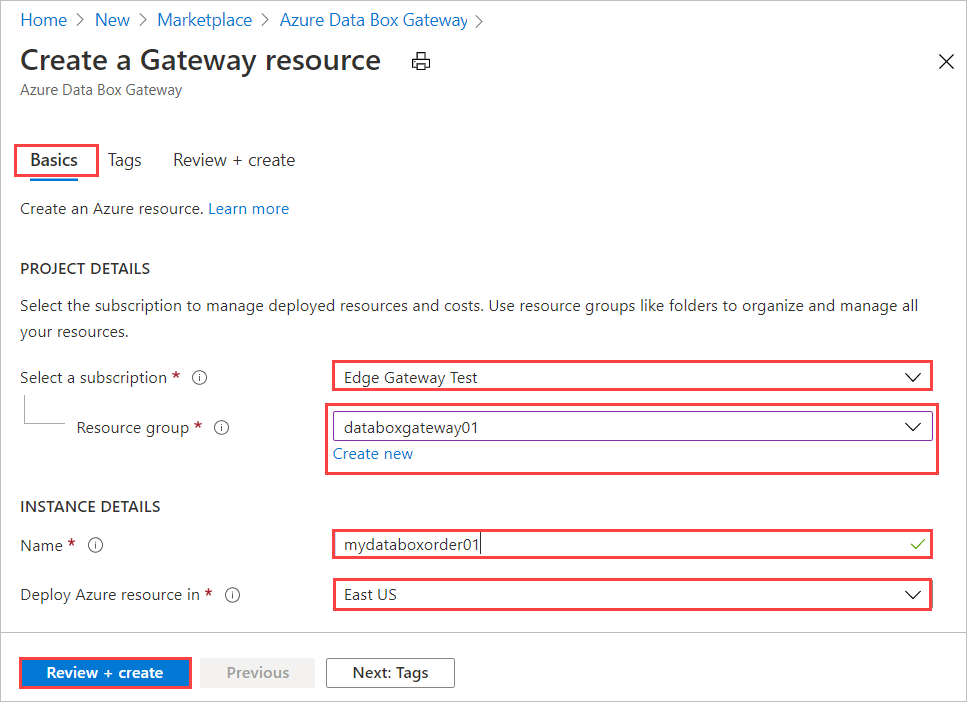 Home > New > Marketplace > Azure Data Box Gateway >
Create a Gateway resource
Azure Data Box Gateway
Basics Tags Review + create
Create an Azure resource. Learn more
PROJECT DETAILS
Select the subscription to manage deployed resources and costs. Use resource groups like folders to organize and manage all
your resources.
Select a subscription * Edge Gateway Test
Resource group * databoxgateway01
Create new
INSTANCE DETAILS
Name * mydataboxorder01
Deploy Azure resource in * East US
Review + create Previous Next: Tags